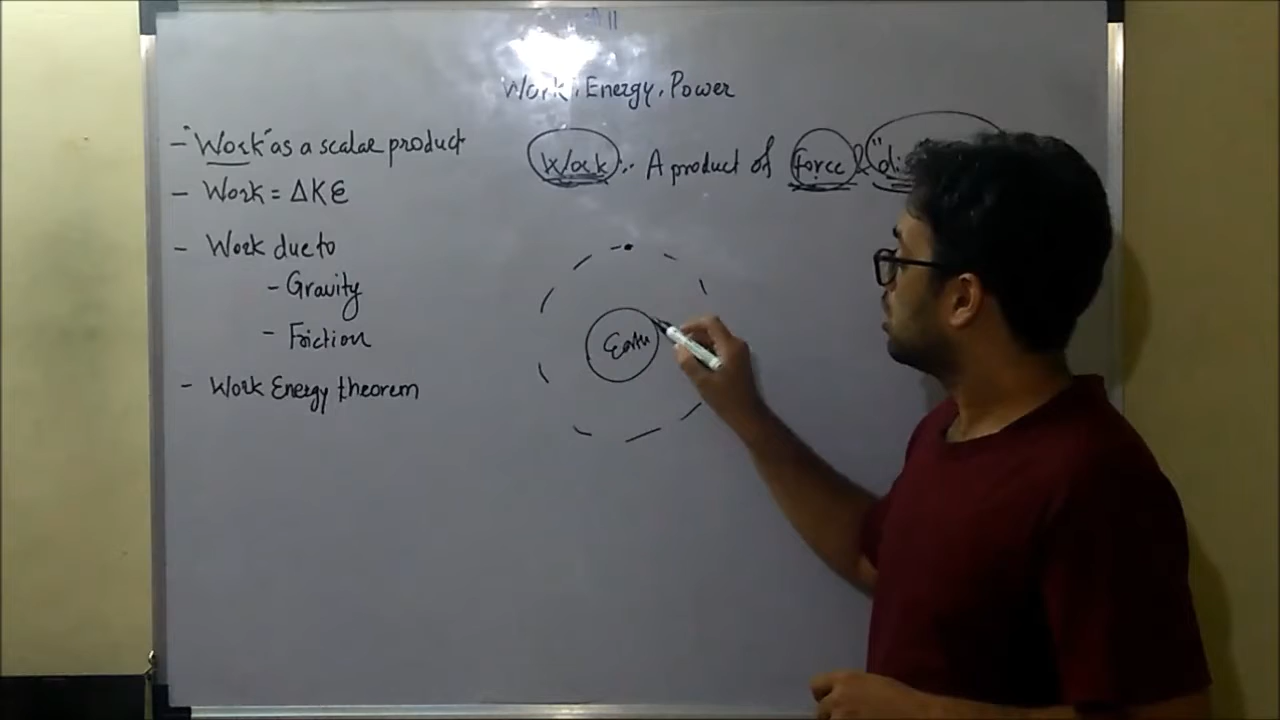 Work, Energy, Power
- "Work" as a scalar product
- Work = ΔKE
- Work due to
- Gravity
- Friction
- Work Energy theorem
Work :- A product of force & "dis
Earth